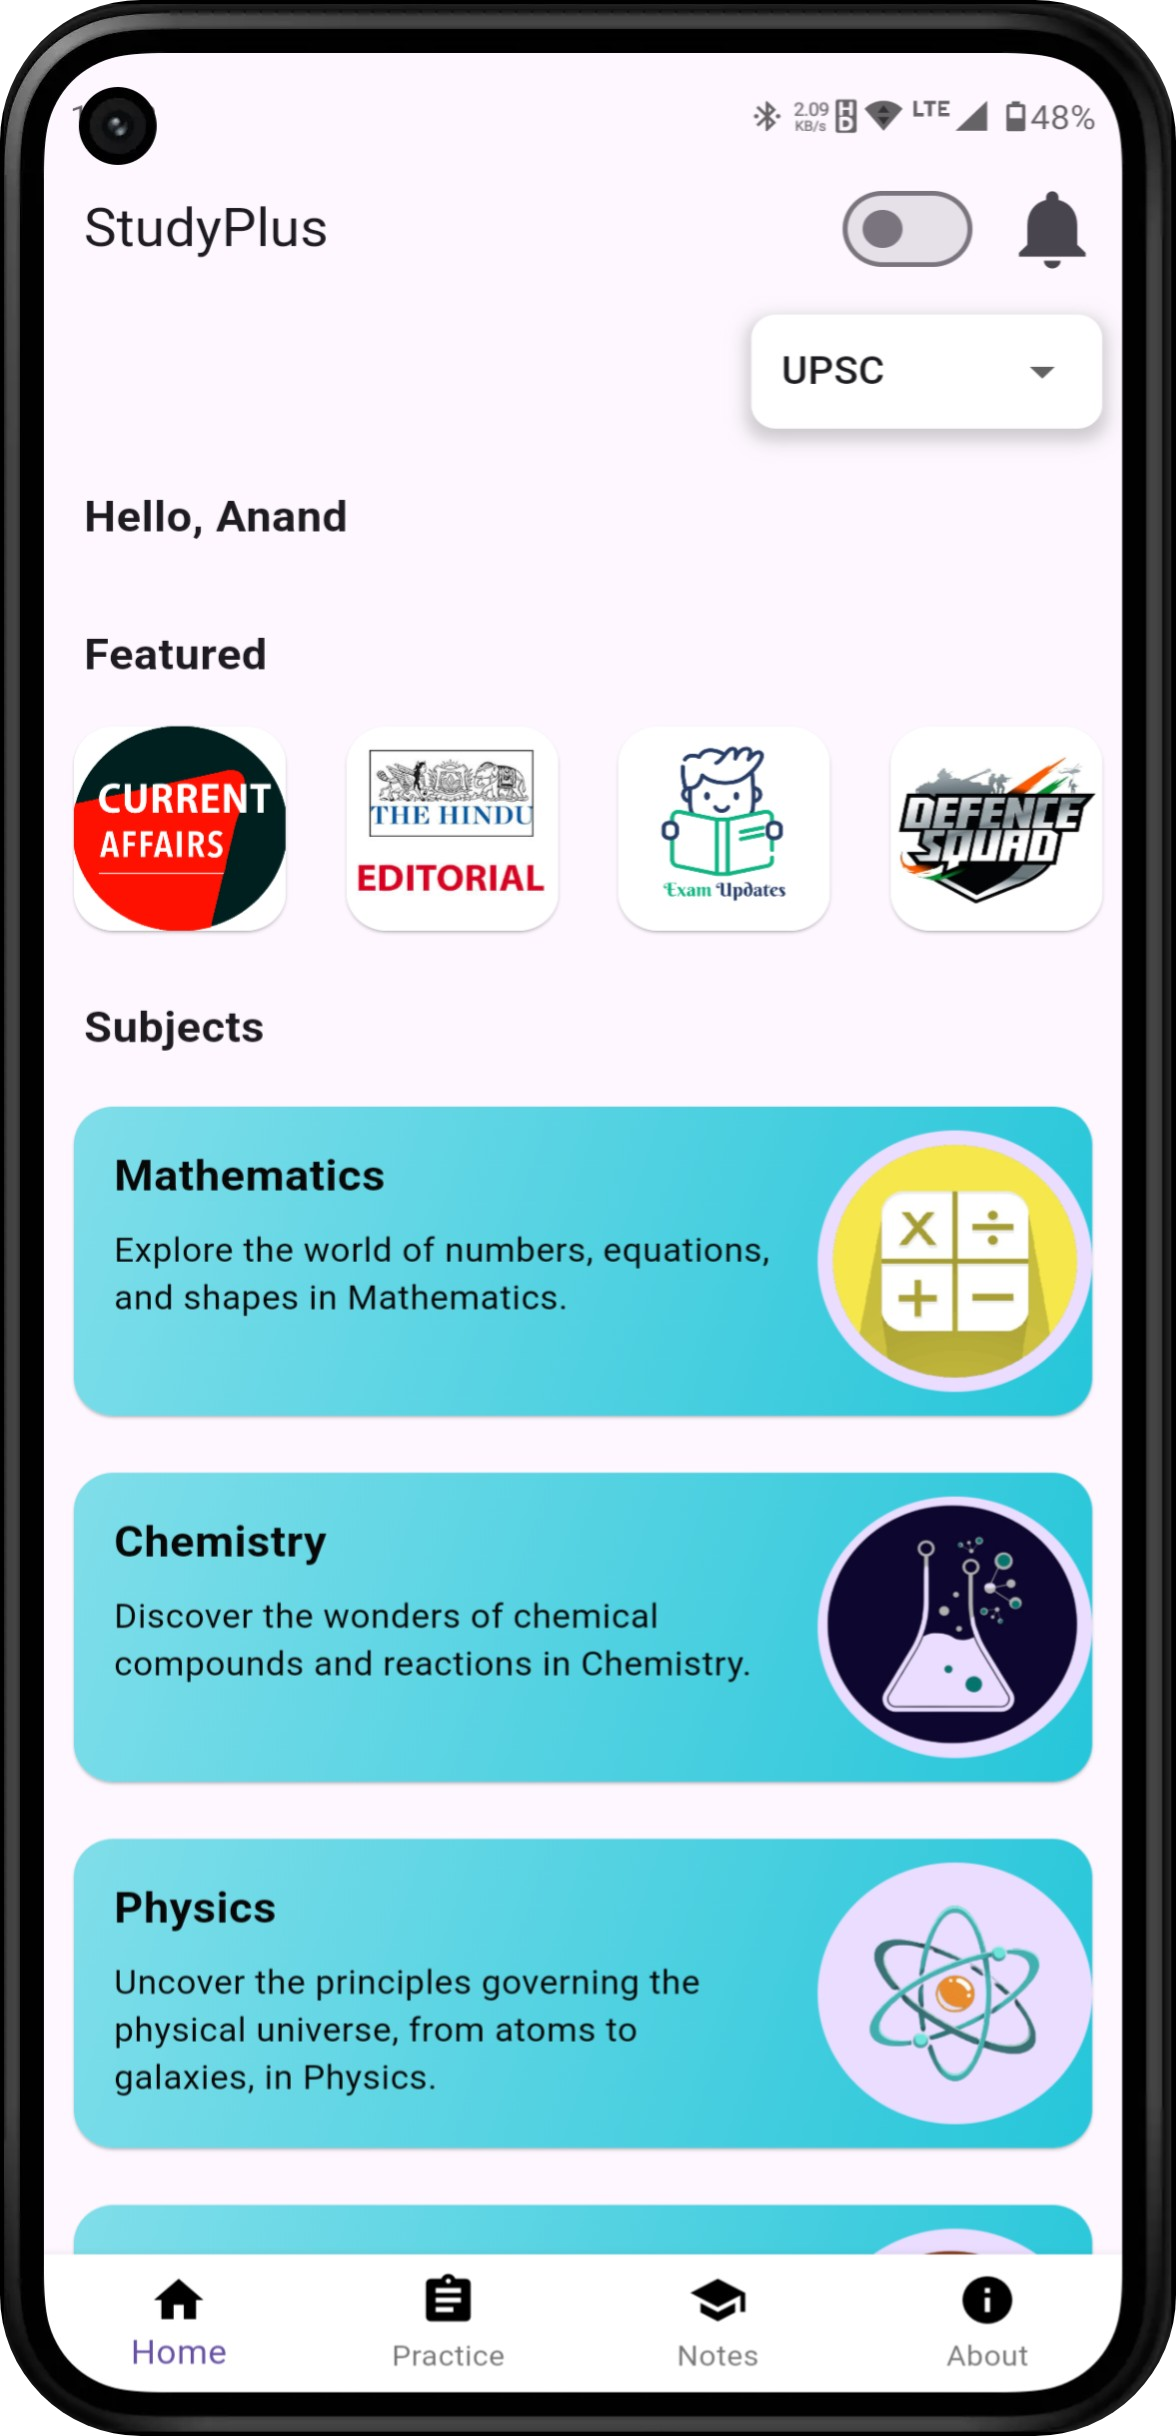 2.09
KB/s
HD
LTE
48%
StudyPlus
UPSC
Hello, Anand
Featured
CURRENT
AFFAIRS
THE HINDU
EDITORIAL
Exam Updates
DEFENCE
SQUAD
Subjects
Mathematics
Explore the world of numbers, equations,
and shapes in Mathematics.
Chemistry
Discover the wonders of chemical
compounds and reactions in Chemistry.
Physics
Uncover the principles governing the
physical universe, from atoms to
galaxies, in Physics.
Home
Practice
Notes
About